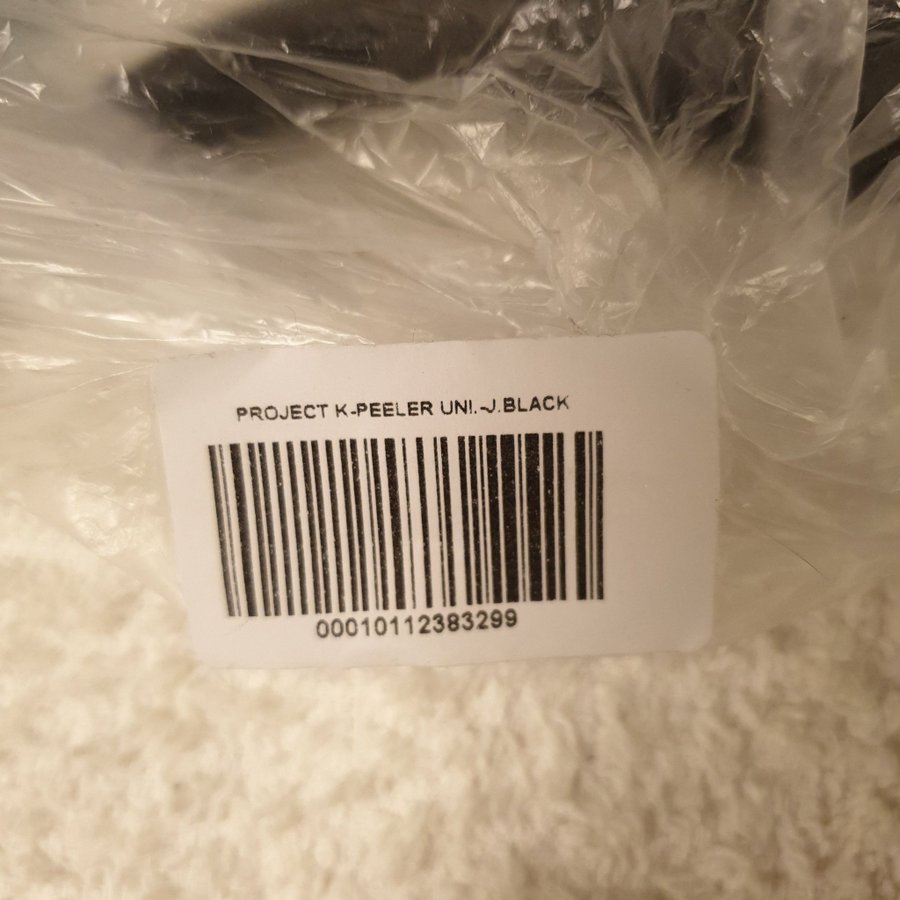 PROJECT K-PEELER UNI.-J.BLACK
00010112383299